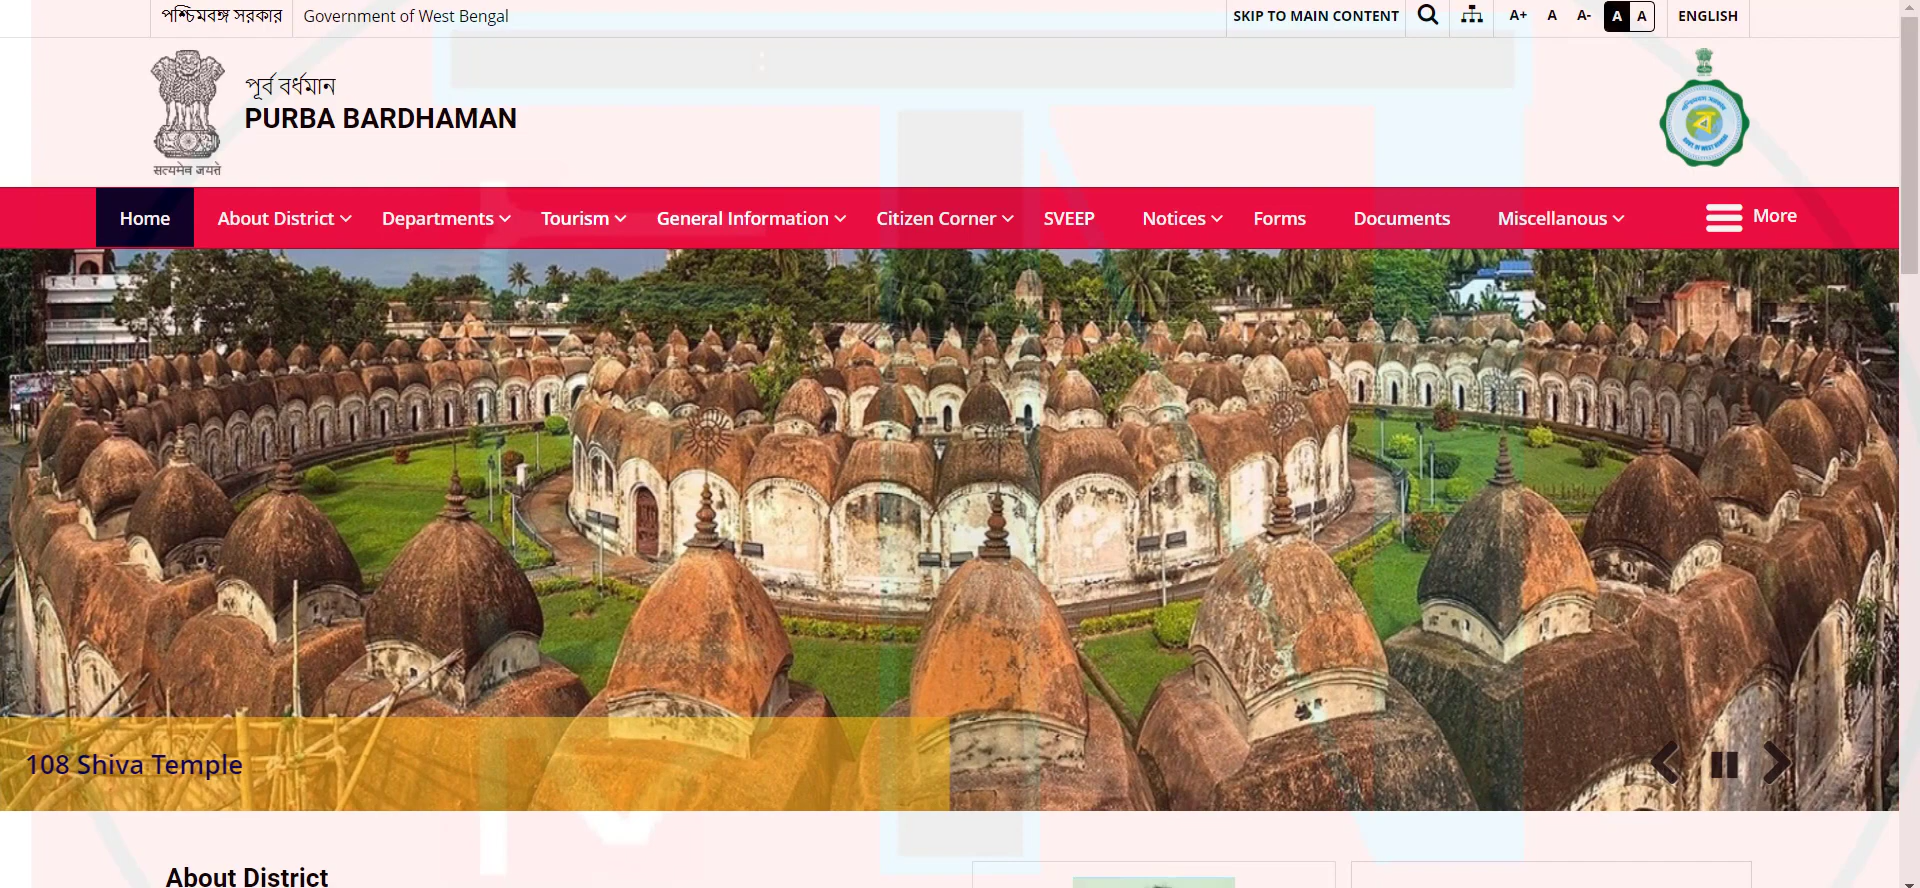 পশ্চিমবঙ্গ সরকার Government of West Bengal SKIP TO MAIN CONTENT A+ A A- A A ENGLISH
পূর্ব বর্ধমান
PURBA BARDHAMAN
सत्यमेव जयते
Home About District Departments Tourism General Information Citizen Corner SVEEP Notices Forms Documents Miscellanous More
108 Shiva Temple
About District